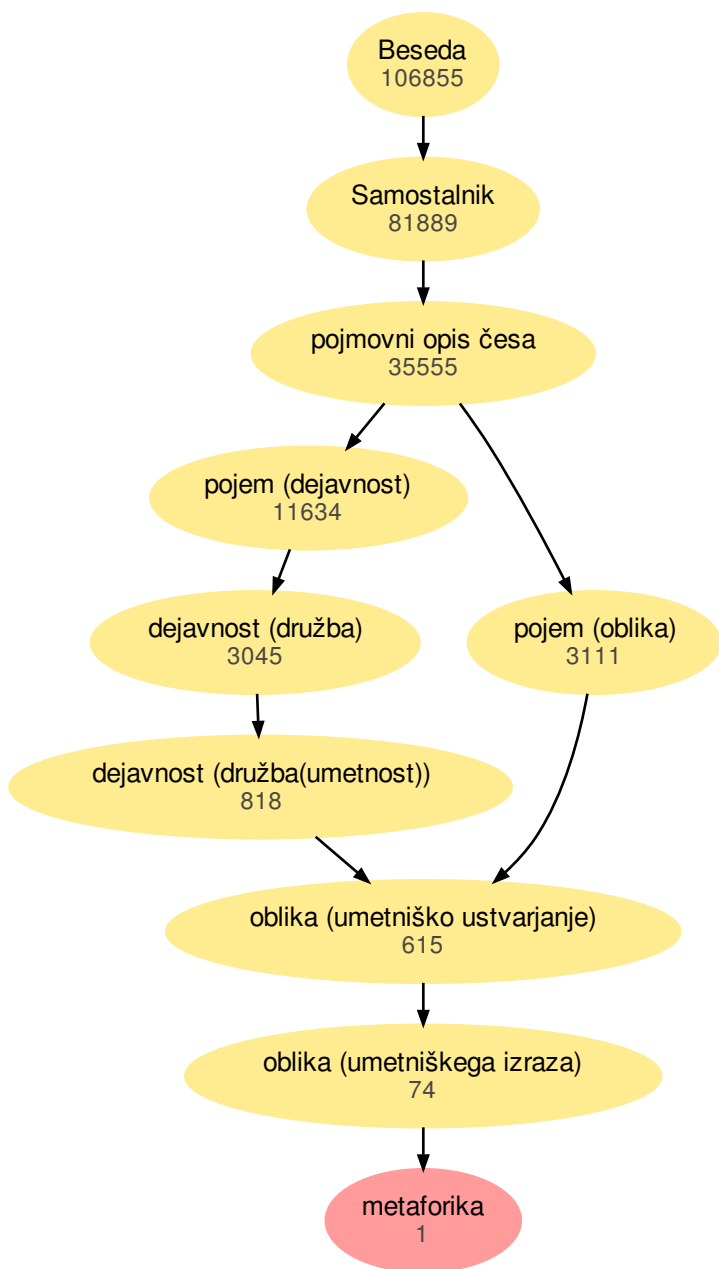 Beseda
106855
Samostalnik
81889
pojmovni opis česa
35555
pojem (dejavnost)
11634
dejavnost (družba)
3045
pojem (oblika)
3111
dejavnost (družba(umetnost))
818
oblika (umetniško ustvarjanje)
615
oblika (umetniškega izraza)
74
metaforika
1